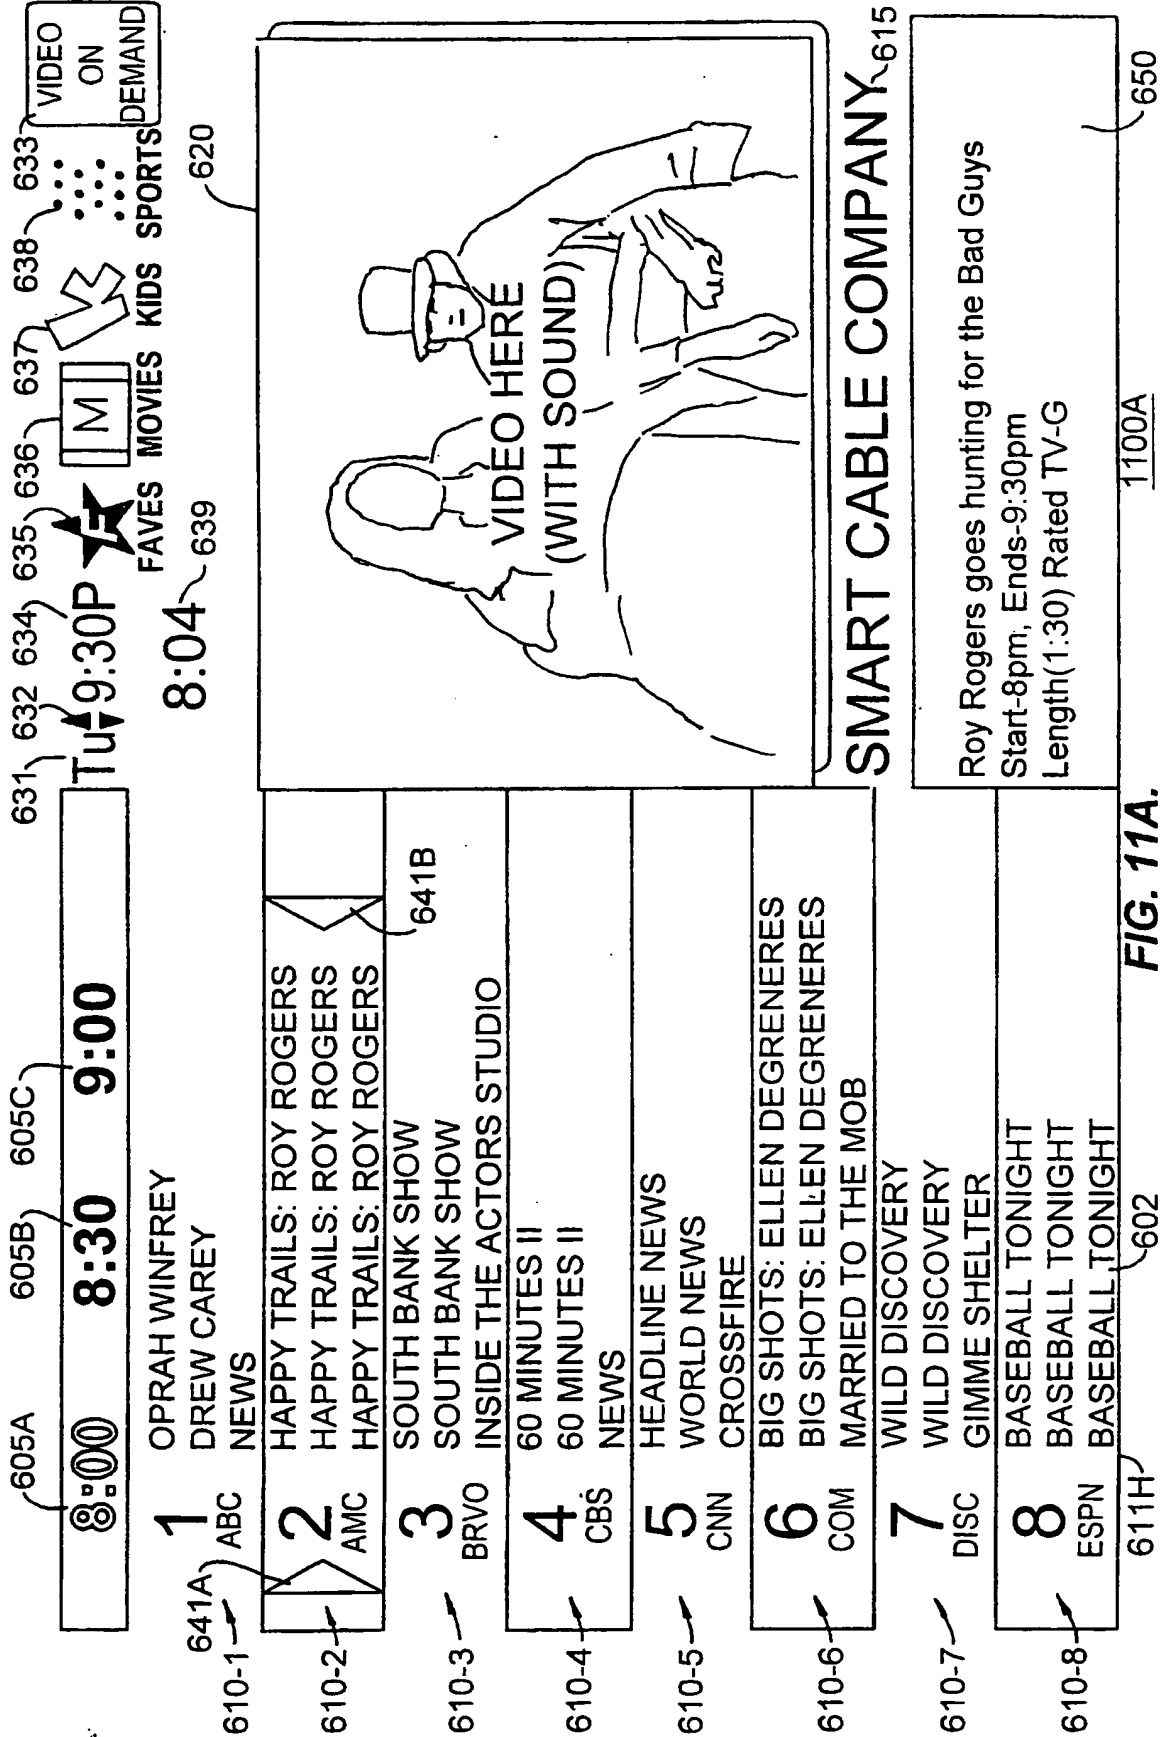 605A
605B
605C
631
632
634
635
636
637
638
633
8:00
8:30
9:00
Tu
9:30P
F
M
K
VIDEO
ON
DEMAND
FAVES
MOVIES
KIDS
SPORTS
8:04
639
620
610-1
1
ABC
OPRAH WINFREY
DREW CAREY
NEWS
641A
610-2
2
AMC
HAPPY TRAILS: ROY ROGERS
HAPPY TRAILS: ROY ROGERS
HAPPY TRAILS: ROY ROGERS
641B
610-3
3
BRVO
SOUTH BANK SHOW
SOUTH BANK SHOW
INSIDE THE ACTORS STUDIO
610-4
4
CBS
60 MINUTES II
60 MINUTES II
NEWS
610-5
5
CNN
HEADLINE NEWS
WORLD NEWS
CROSSFIRE
610-6
6
COM
BIG SHOTS: ELLEN DEGRENERES
BIG SHOTS: ELLEN DEGRENERES
MARRIED TO THE MOB
610-7
7
DISC
WILD DISCOVERY
WILD DISCOVERY
GIMME SHELTER
610-8
8
ESPN
BASEBALL TONIGHT
BASEBALL TONIGHT
BASEBALL TONIGHT
611H
602
VIDEO HERE
(WITH SOUND)
SMART CABLE COMPANY
615
Roy Rogers goes hunting for the Bad Guys
Start-8pm, Ends-9:30pm
Length(1:30) Rated TV-G
650
1100A
FIG. 11A.